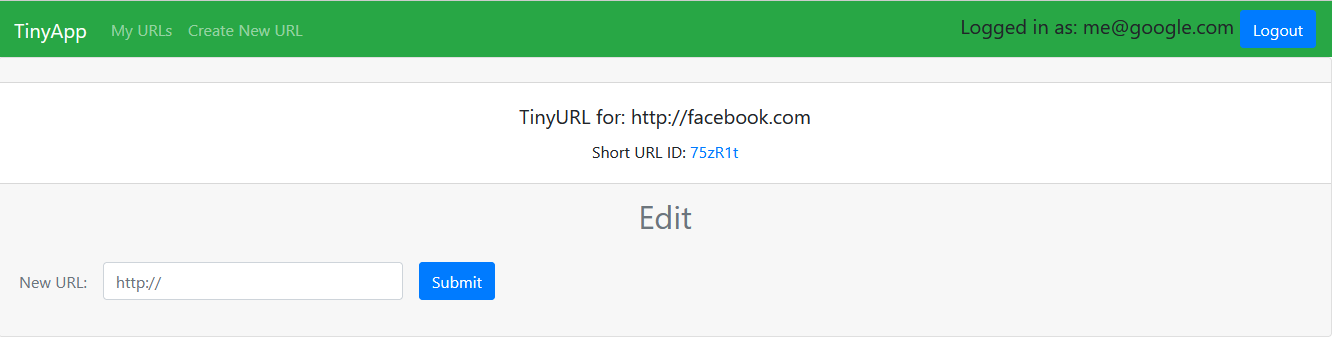 TinyApp My URLs Create New URL Logged in as: me@google.com Logout
TinyURL for: http://facebook.com
Short URL ID: 75zR1t
Edit
New URL: http:// Submit